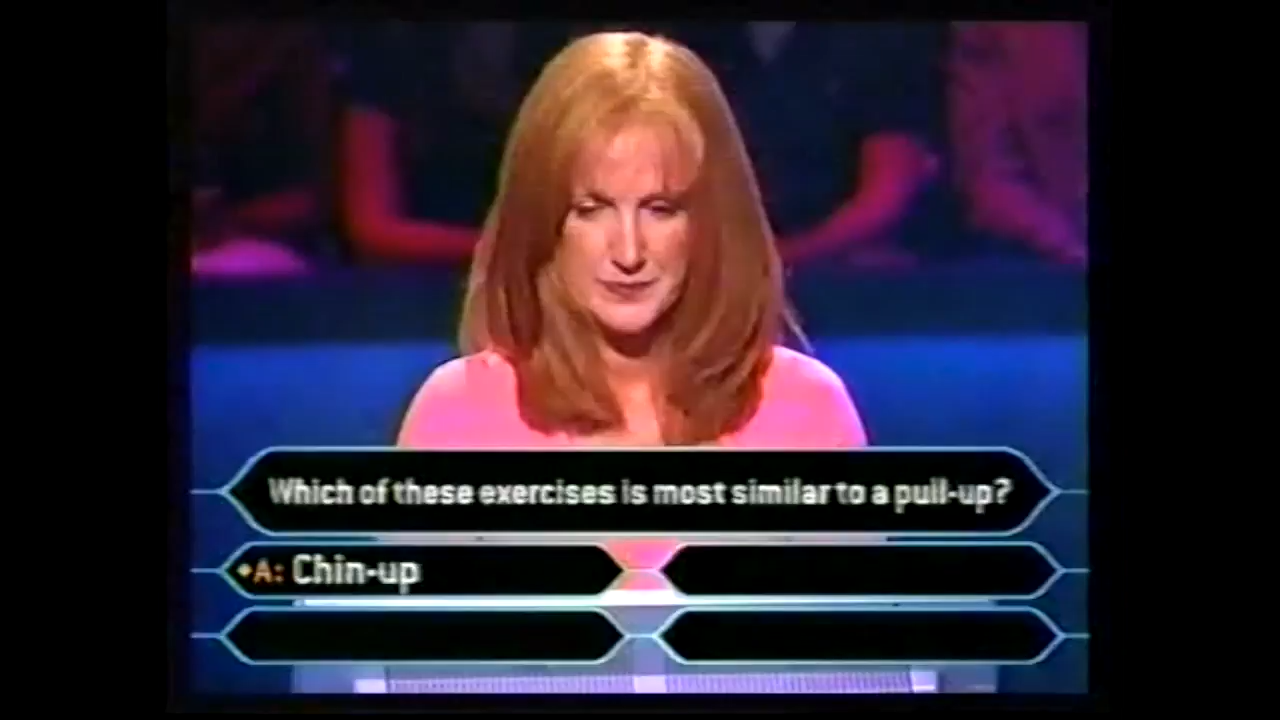 Which of these exercises is most similar to a pull-up?
A: Chin-up